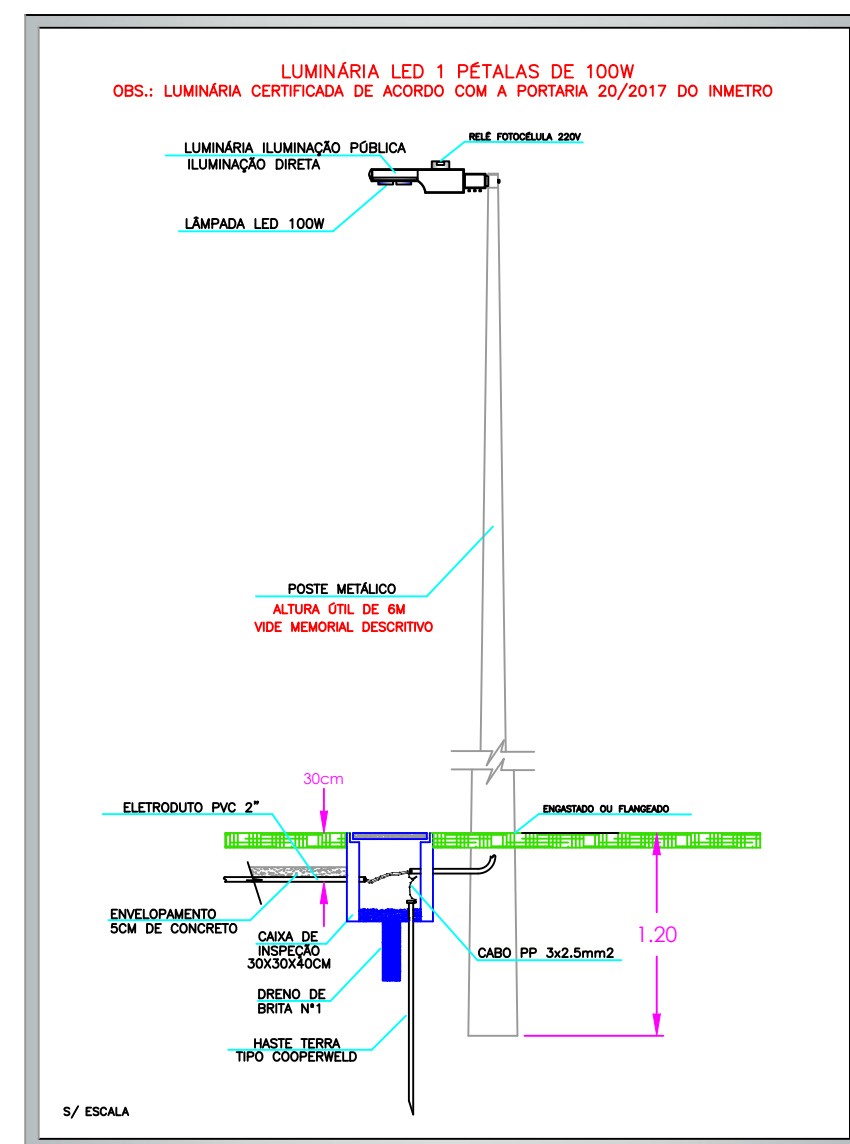 LUMINÁRIA LED 1 PÉTALAS DE 100W
OBS.: LUMINÁRIA CERTIFICADA DE ACORDO COM A PORTARIA 20/2017 DO INMETRO
RELÉ FOTOCÉLULA 220V
LUMINÁRIA ILUMINAÇÃO PÚBLICA
ILUMINAÇÃO DIRETA
LÂMPADA LED 100W
POSTE METÁLICO
ALTURA ÚTIL DE 6M
VIDE MEMORIAL DESCRITIVO
30cm
ELETRODUTO PVC 2"
ENGASTADO OU FLANGEADO
ENVELOPAMENTO
5CM DE CONCRETO
CAIXA DE
INSPEÇÃO
30X30X40CM
CABO PP 3x2.5mm2
1.20
DRENO DE
BRITA N°1
HASTE TERRA
TIPO COOPERWELD
S/ ESCALA